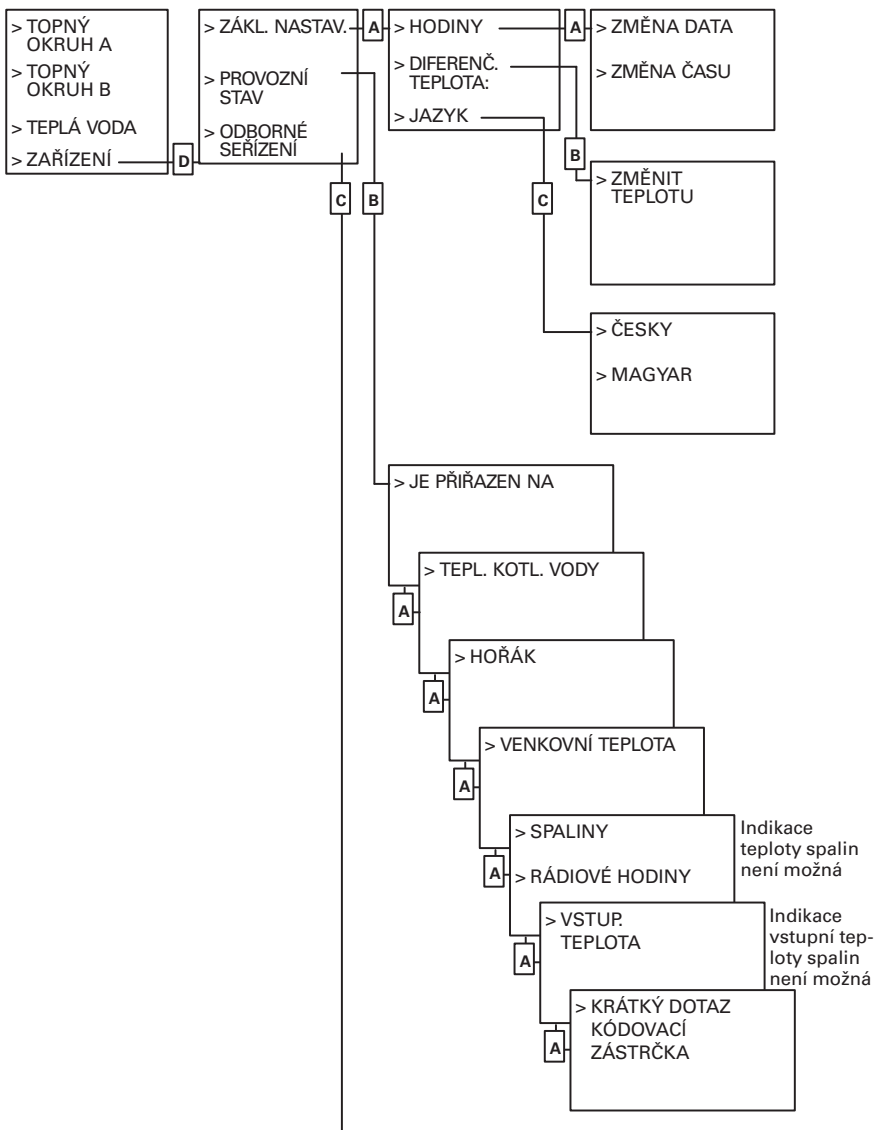 > TOPNÝ
OKRUH A
> TOPNÝ
OKRUH B
> TEPLÁ VODA
> ZAŘÍZENÍ
D
> ZÁKL. NASTAV.
> PROVOZNÍ
STAV
> ODBORNÉ
SEŘÍZENÍ
A
> HODINY
> DIFERENČ.
TEPLOTA:
> JAZYK
A
> ZMĚNA DATA
> ZMĚNA ČASU
B
> ZMĚNIT
TEPLOTU
C
> ČESKY
> MAGYAR
C
B
> JE PŘIŘAZEN NA
A
> TEPL. KOTL. VODY
A
> HOŘÁK
A
> VENKOVNÍ TEPLOTA
A
> SPALINY
> RÁDIOVÉ HODINY
Indikace
teploty spalin
není možná
A
> VSTUP.
TEPLOTA
Indikace
vstupní tep-
loty spalin
není možná
A
> KRÁTKÝ DOTAZ
KÓDOVACÍ
ZÁSTRČKA